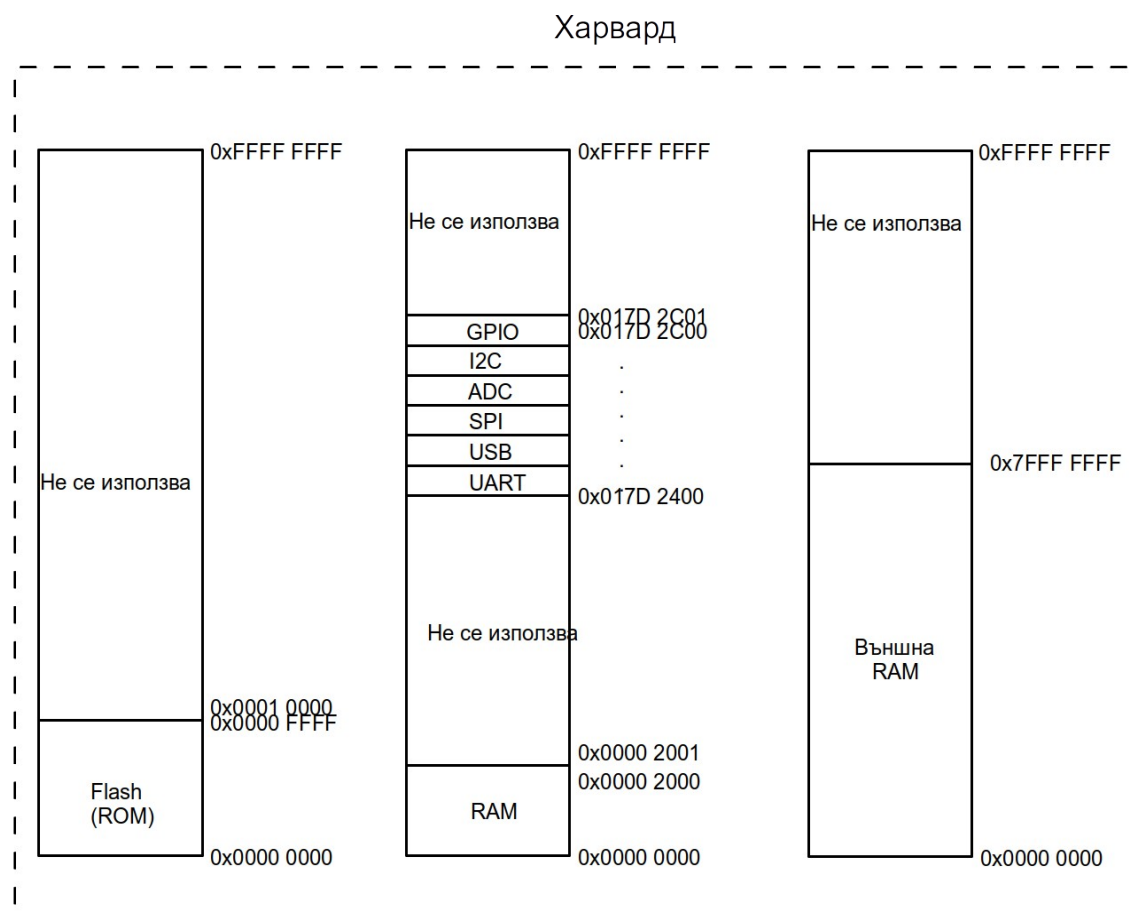 Харвард
0xFFFF FFFF
Не се използва
0x0001 0000
0x0000 FFFF
Flash
(ROM)
0x0000 0000
0xFFFF FFFF
Не се използва
0x017D 2C01
GPIO
0x017D 2C00
I2C
.
ADC
.
SPI
.
.
USB
.
UART
0x017D 2400
Не се използва
0x0000 2001
0x0000 2000
RAM
0x0000 0000
0xFFFF FFFF
Не се използва
0x7FFF FFFF
Външна
RAM
0x0000 0000